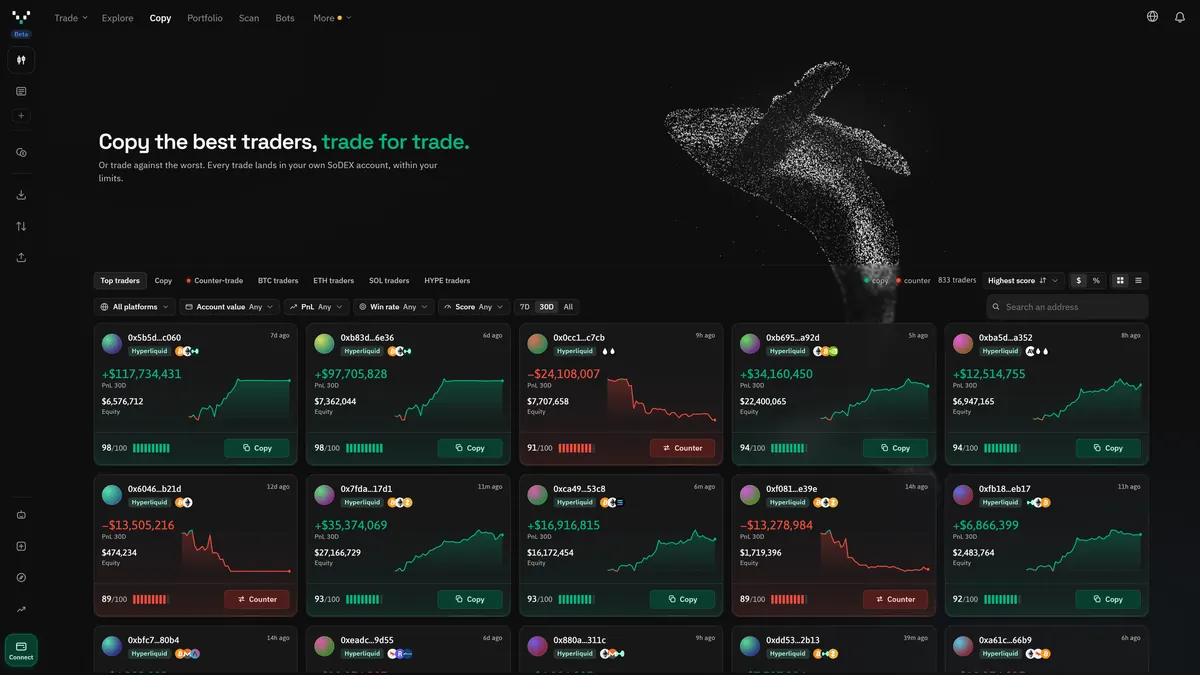 Trade Explore Copy Portfolio Scan Bots More
Beta
Copy the best traders, trade for trade.
Or trade against the worst. Every trade lands in your own SoDEX account, within your
limits.
Top traders Copy Counter-trade BTC traders ETH traders SOL traders HYPE traders copy counter 833 traders Highest score $ %
All platforms Account value Any PnL Any Win rate Any Score Any 7D 30D All Search an address
0x5b5d...c060 7d ago
Hyperliquid
+$117,734,431
PnL 30D
$6,576,712
Equity
98/100 Copy
0xb83d...6e36 6d ago
Hyperliquid
+$97,705,828
PnL 30D
$7,362,044
Equity
98/100 Copy
0x0cc1...c7cb 9h ago
Hyperliquid
−$24,108,007
PnL 30D
$7,707,658
Equity
91/100 Counter
0xb695...a92d 5h ago
Hyperliquid
+$34,160,450
PnL 30D
$22,400,065
Equity
94/100 Copy
0xba5d...a352 8h ago
Hyperliquid
+$12,514,755
PnL 30D
$6,947,165
Equity
94/100 Copy
0x6046...b21d 12d ago
Hyperliquid
−$13,505,216
PnL 30D
$474,234
Equity
89/100 Counter
0x7fda...17d1 11m ago
Hyperliquid
+$35,374,069
PnL 30D
$27,166,729
Equity
93/100 Copy
0xca49...53c8 6m ago
Hyperliquid
+$16,916,815
PnL 30D
$16,172,454
Equity
93/100 Copy
0xf081...e39e 14h ago
Hyperliquid
−$13,278,984
PnL 30D
$1,719,396
Equity
89/100 Counter
0xfb18...eb17 11h ago
Hyperliquid
+$6,866,399
PnL 30D
$2,483,764
Equity
92/100 Copy
0xbfc7...80b4 14h ago
Hyperliquid
0xeadc...9d55 6d ago
Hyperliquid
0x880a...311c 9h ago
Hyperliquid
0xdd53...2b13 39m ago
Hyperliquid
0xa61c...66b9 6h ago
Hyperliquid
Connect